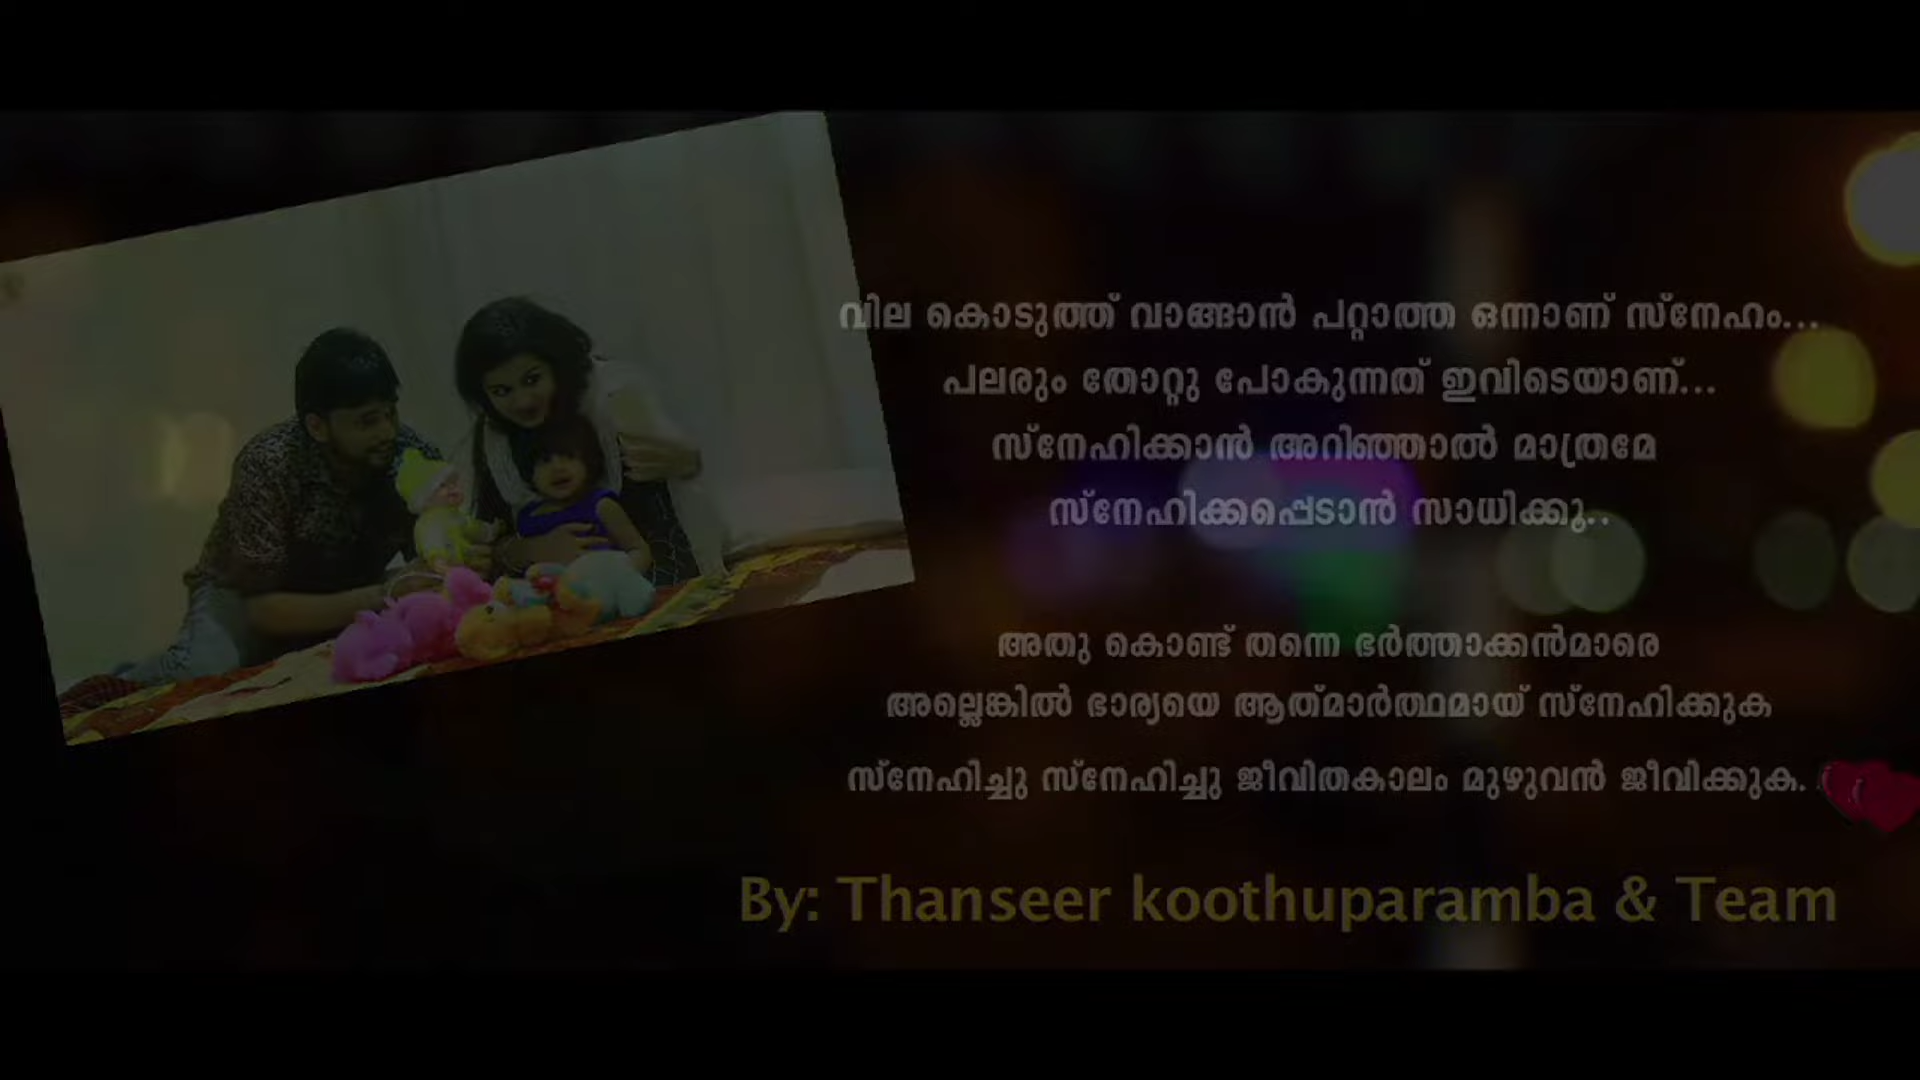 വില കൊടുത്ത് വാങ്ങാൻ പറ്റാത്ത ഒന്നാണ് സ്നേഹം...
പലരും തോറ്റു പോകുന്നത് ഇവിടെയാണ്...
സ്നേഹിക്കാൻ അറിഞ്ഞാൽ മാത്രമേ
സ്നേഹിക്കപ്പെടാൻ സാധിക്കൂ..
അതു കൊണ്ട് തന്നെ ഭർത്താക്കൻമാരെ
അല്ലെങ്കിൽ ഭാര്യയെ ആത്മാർത്ഥമായ് സ്നേഹിക്കുക
സ്നേഹിച്ചു സ്നേഹിച്ചു ജീവിതകാലം മുഴുവൻ ജീവിക്കുക.
By: Thanseer koothuparamba & Team